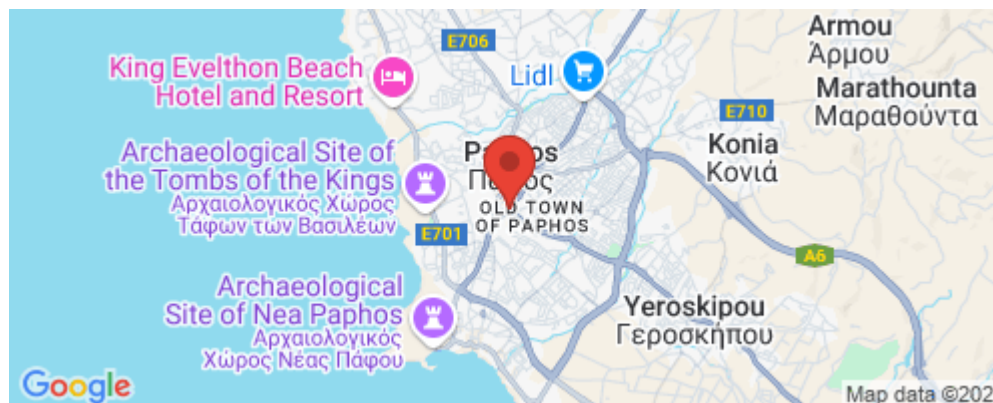 Armou
Άρμου
E706
King Evelthon Beach
Hotel and Resort
Lidl
Marathounta
Μαραθούντα
E710
Konia
Κονιά
Archaeological Site of
the Tombs of the Kings
Αρχαιολογικός Χώρος
Τάφων των Βασιλέων
OLD TOWN
OF PAPHOS
E701
A6
Archaeological
Site of Nea Paphos
Αρχαιολογικός
Χώρος Νέας Πάφου
Yeroskipou
Γεροσκήπου
Google
Map data ©202